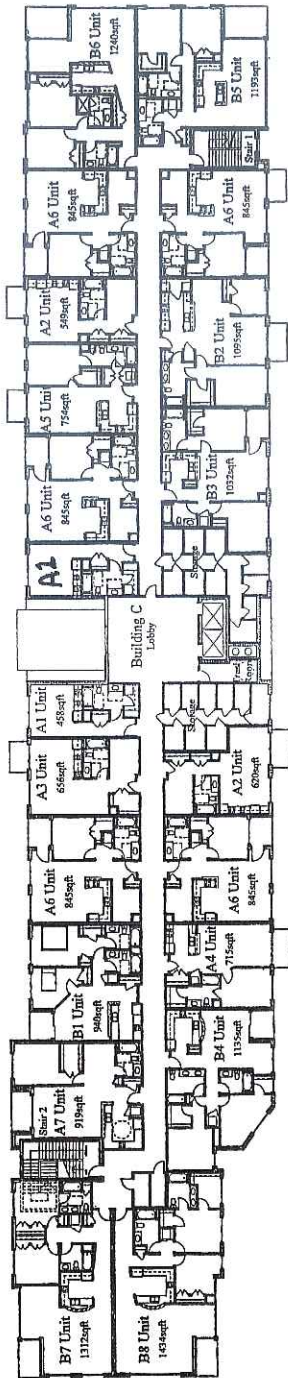 B6 Unit
1240sqft
B5 Unit
1193sqft
Stair 1
A6 Unit
845sqft
A6 Unit
845sqft
A2 Unit
549sqft
B2 Unit
1095sqft
A5 Unit
754sqft
A6 Unit
845sqft
B3 Unit
1032sqft
A2
Storage
Building C
Lobby
A1 Unit
458sqft
Storage
A3 Unit
656sqft
A2 Unit
620sqft
A6 Unit
845sqft
A6 Unit
845sqft
A4 Unit
715sqft
B1 Unit
940sqft
B4 Unit
1135sqft
A7 Unit
919sqft
Stair 2
B7 Unit
1312sqft
B8 Unit
1434sqft